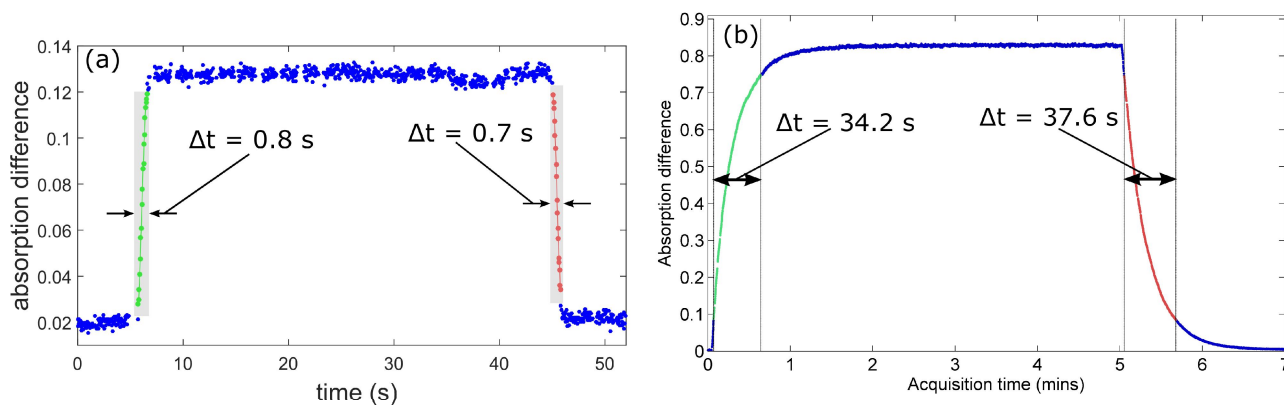 (a)
0.14
0.12
0.10
0.08
0.06
0.04
0.02
absorption difference
Δt = 0.8 s
Δt = 0.7 s
0 10 20 30 40 50
time (s)
(b)
0.9
0.8
0.7
0.6
0.5
0.4
0.3
0.2
0.1
0
Absorption difference
Δt = 34.2 s
Δt = 37.6 s
0 1 2 3 4 5 6 7
Acquisition time (mins)